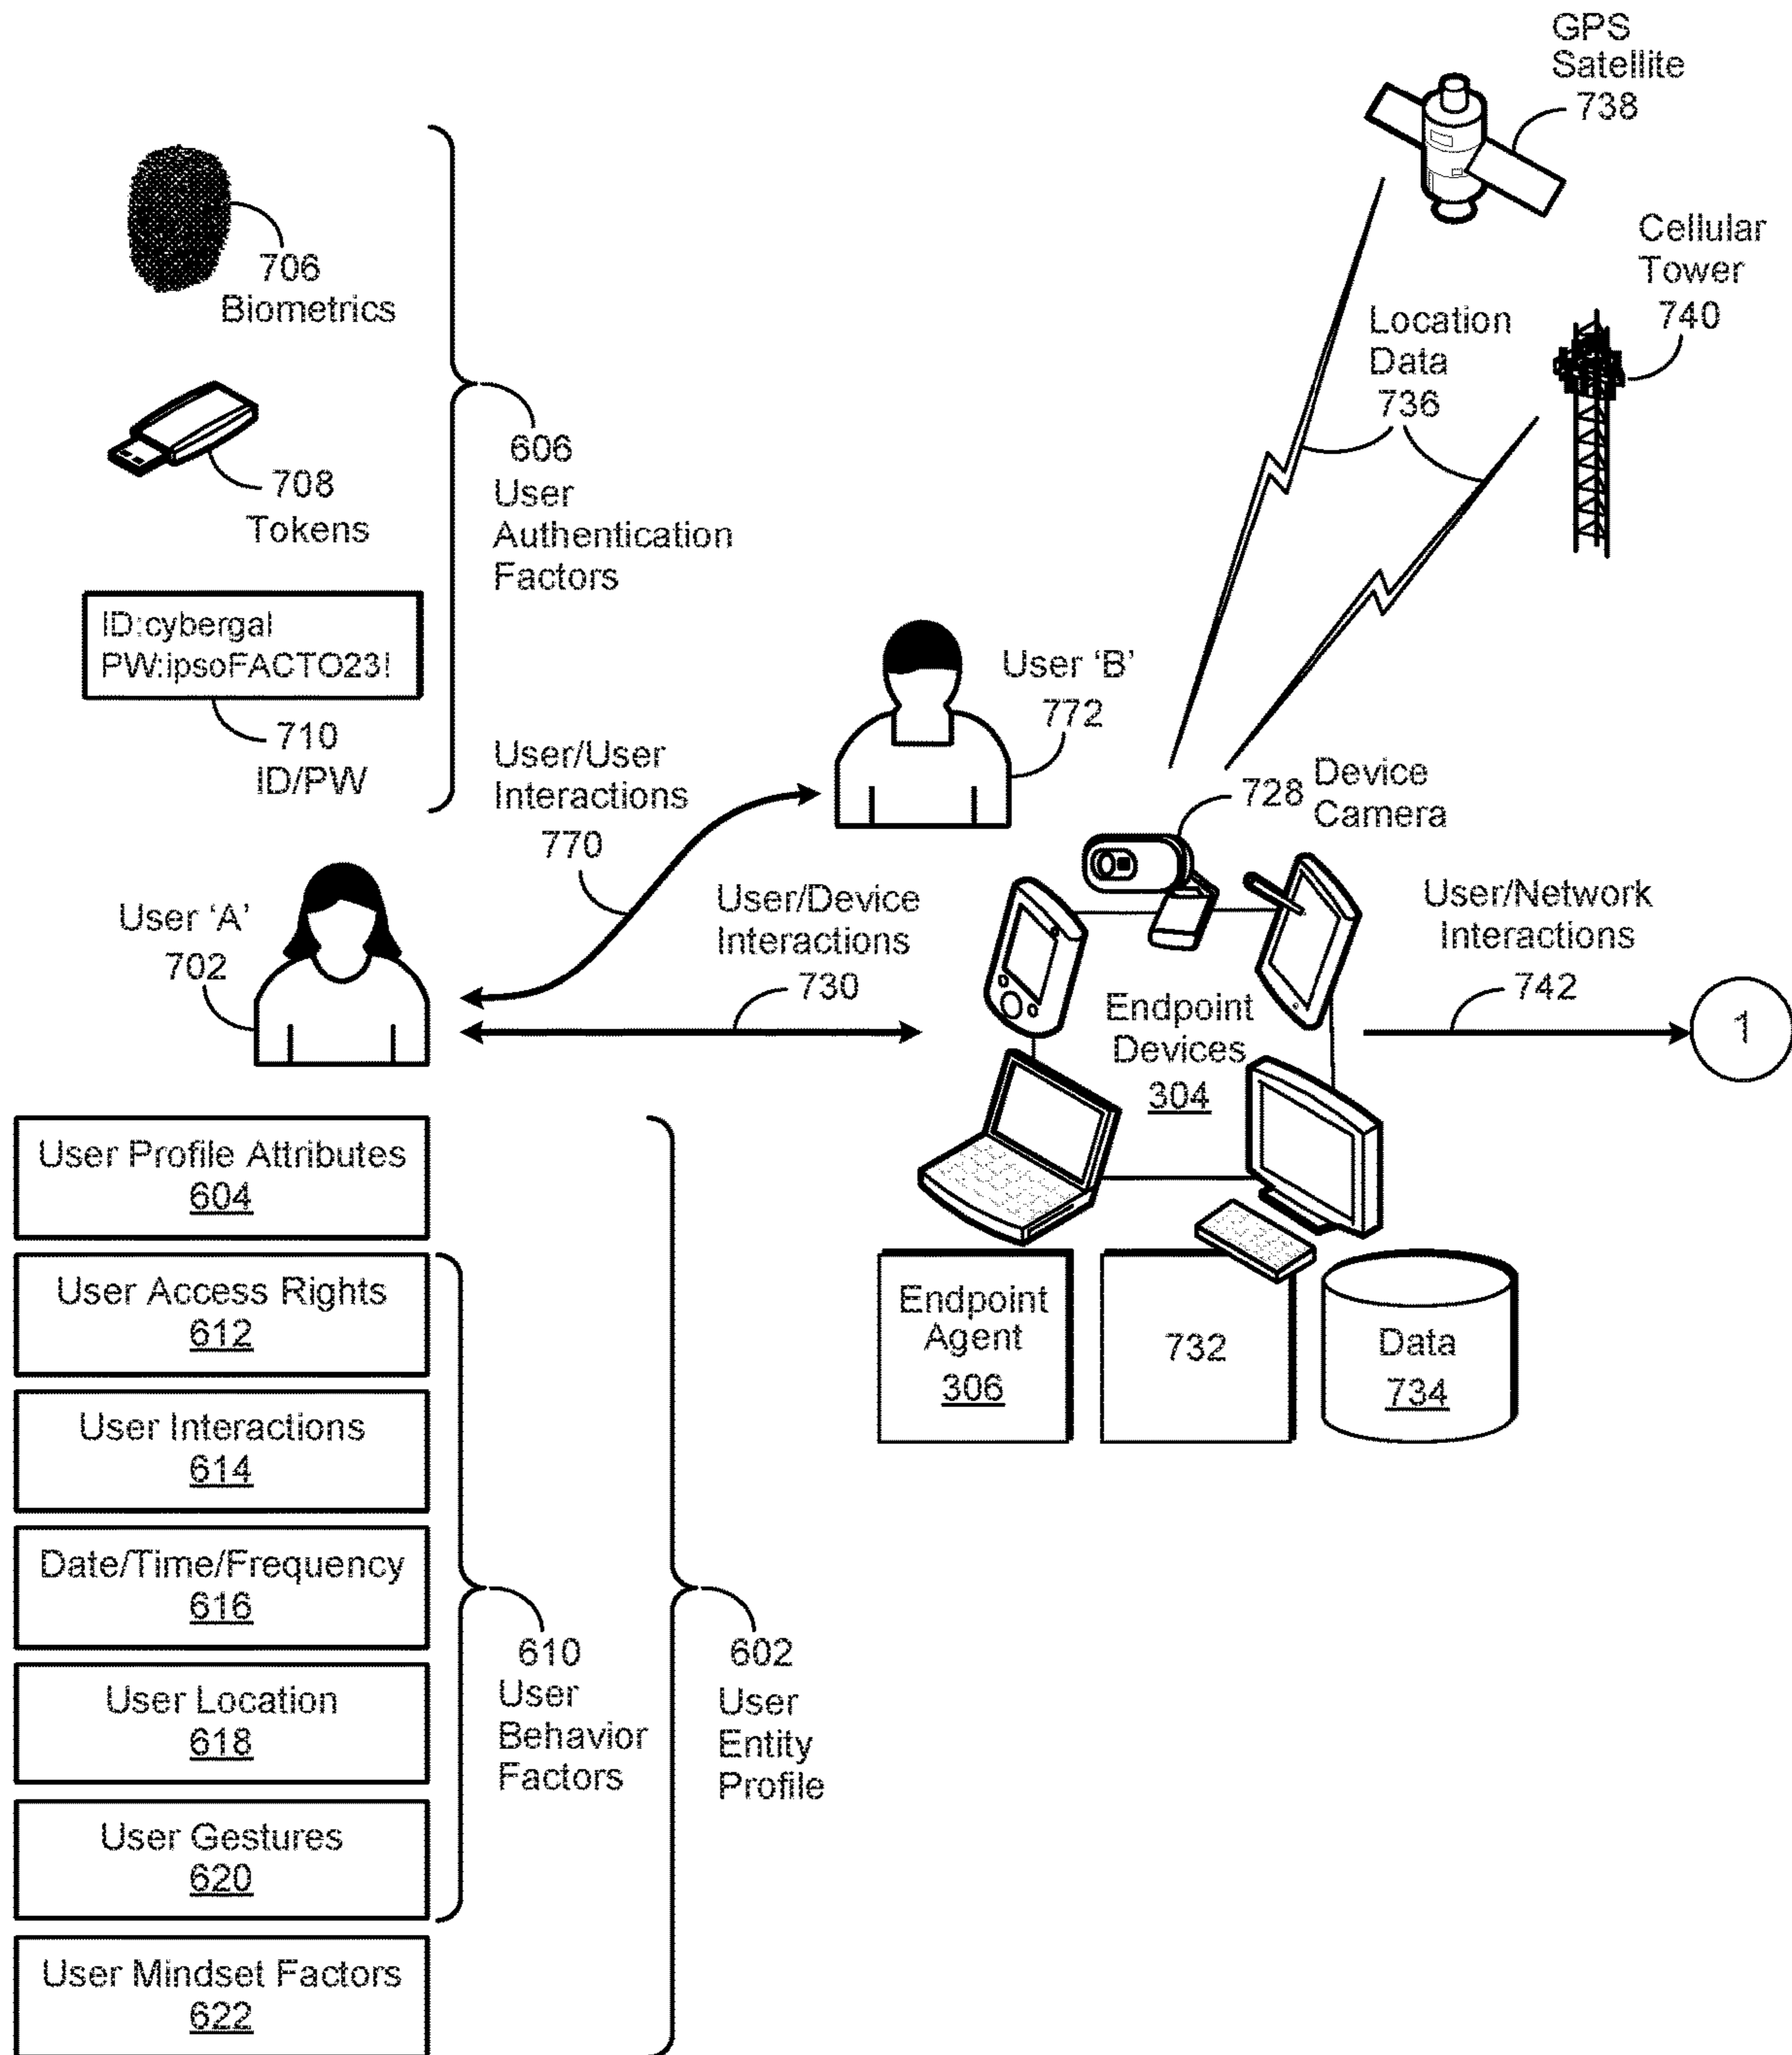 GPS
Satellite
738
Cellular
Tower
740
Location
Data
736
706
Biometrics
708
Tokens
ID:cybergal
PW:ipsoFACTO23!
710
ID/PW
606
User
Authentication
Factors
User 'B'
772
User/User
Interactions
770
728
Device
Camera
User 'A'
702
User/Device
Interactions
730
User/Network
Interactions
742
1
Endpoint
Devices
304
User Profile Attributes
604
User Access Rights
612
User Interactions
614
Date/Time/Frequency
616
User Location
618
User Gestures
620
User Mindset Factors
622
610
User
Behavior
Factors
602
User
Entity
Profile
Endpoint
Agent
306
732
Data
734